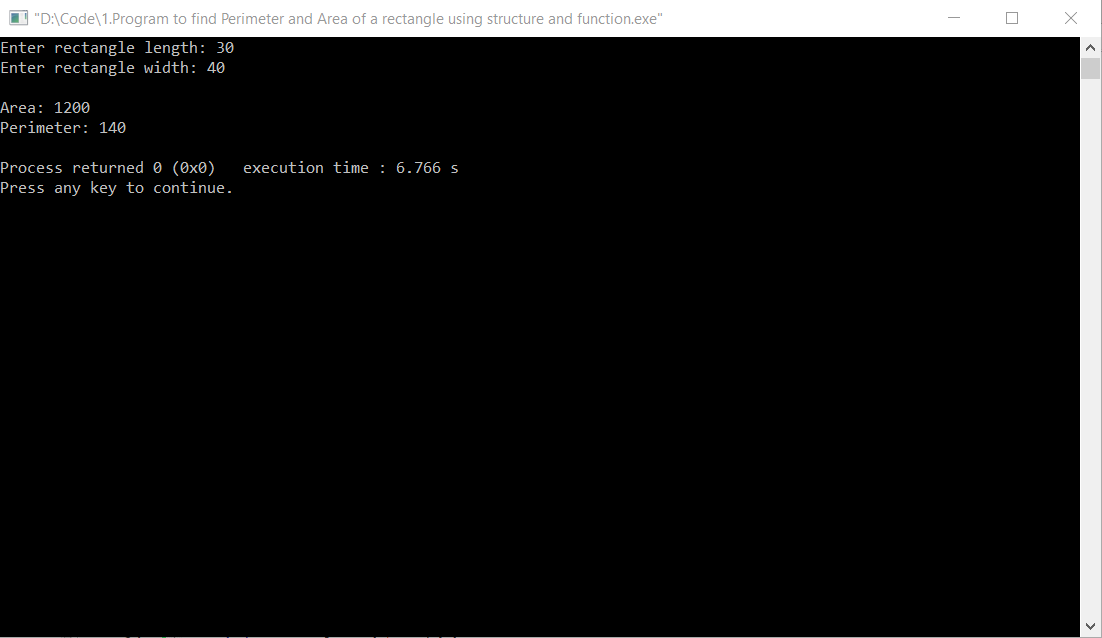 "D:\Code\1.Program to find Perimeter and Area of a rectangle using structure and function.exe"
Enter rectangle length: 30
Enter rectangle width: 40
Area: 1200
Perimeter: 140
Process returned 0 (0x0)   execution time : 6.766 s
Press any key to continue.